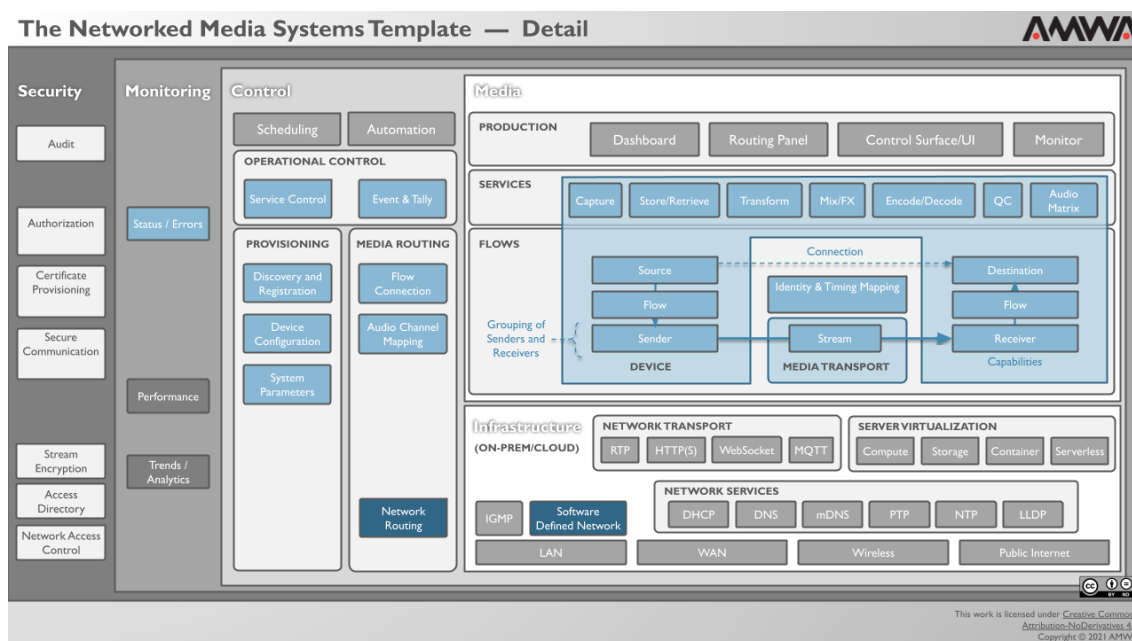 The Networked Media Systems Template — Detail
AMWA
Security
Audit
Authorization
Certificate
Provisioning
Secure
Communication
Stream
Encryption
Access
Directory
Network Access
Control
Monitoring
Status / Errors
Performance
Trends /
Analytics
Control
Scheduling
Automation
OPERATIONAL CONTROL
Service Control
Event & Tally
PROVISIONING
Discovery and
Registration
Device
Configuration
System
Parameters
MEDIA ROUTING
Flow
Connection
Audio Channel
Mapping
Network
Routing
Media
PRODUCTION
Dashboard
Routing Panel
Control Surface/UI
Monitor
SERVICES
Capture
Store/Retrieve
Transform
Mix/FX
Encode/Decode
QC
Audio
Matrix
FLOWS
Connection
Source
Flow
Sender
Grouping of
Senders and
Receivers
DEVICE
Identity & Timing Mapping
Stream
MEDIA TRANSPORT
Destination
Flow
Receiver
Capabilities
Infrastructure
(ON-PREM/CLOUD)
NETWORK TRANSPORT
RTP
HTTP(S)
WebSocket
MQTT
SERVER VIRTUALIZATION
Compute
Storage
Container
Serverless
IGMP
Software
Defined Network
NETWORK SERVICES
DHCP
DNS
mDNS
PTP
NTP
LLDP
LAN
WAN
Wireless
Public Internet
cc
BY ND
This work is licensed under Creative Common
Attribution-NoDerivatives 4
Copyright © 2021 AMW